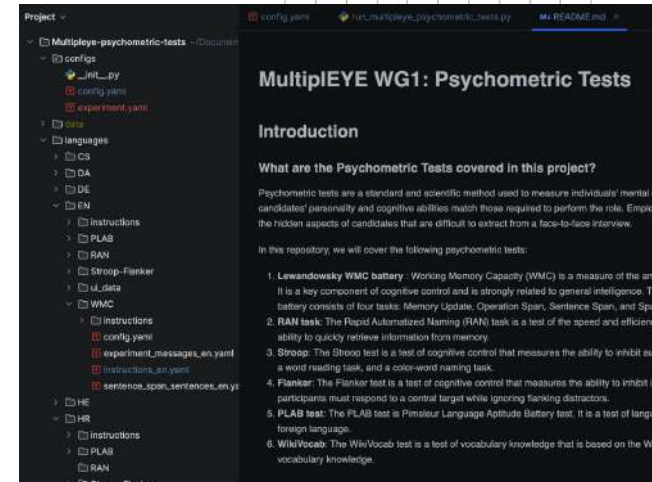 Project
config.yaml
run_multipleye_psychometric_tests.py
README.md
Multipleye-psychometric-tests ~/Documen
configs
__init__.py
config.yaml
experiment.yaml
data
languages
CS
DA
DE
EN
instructions
PLAB
RAN
Stroop-Flanker
ui_data
WMC
instructions
config.yaml
experiment_messages_en.yaml
instructions_en.yaml
sentence_span_sentences_en.ya
HE
HR
instructions
PLAB
RAN
MultiplEYE WG1: Psychometric Tests
Introduction
What are the Psychometric Tests covered in this project?
Psychometric tests are a standard and scientific method used to measure individuals' mental
candidates' personality and cognitive abilities match those required to perform the role. Emplo
the hidden aspects of candidates that are difficult to extract from a face-to-face interview.
In this repository, we will cover the following psychometric tests:
1. Lewandowsky WMC battery : Working Memory Capacity (WMC) is a measure of the am
It is a key component of cognitive control and is strongly related to general intelligence. T
battery consists of four tasks: Memory Update, Operation Span, Sentence Span, and Spa
2. RAN task: The Rapid Automatized Naming (RAN) task is a test of the speed and efficien
ability to quickly retrieve information from memory.
3. Stroop: The Stroop test is a test of cognitive control that measures the ability to inhibit au
a word reading task, and a color-word naming task.
4. Flanker: The Flanker test is a test of cognitive control that measures the ability to inhibit i
participants must respond to a central target while ignoring flanking distractors.
5. PLAB test: The PLAB test is Pimsleur Language Aptitude Battery test. It is a test of langu
foreign language.
6. WikiVocab: The WikiVocab test is a test of vocabulary knowledge that is based on the W
vocabulary knowledge.